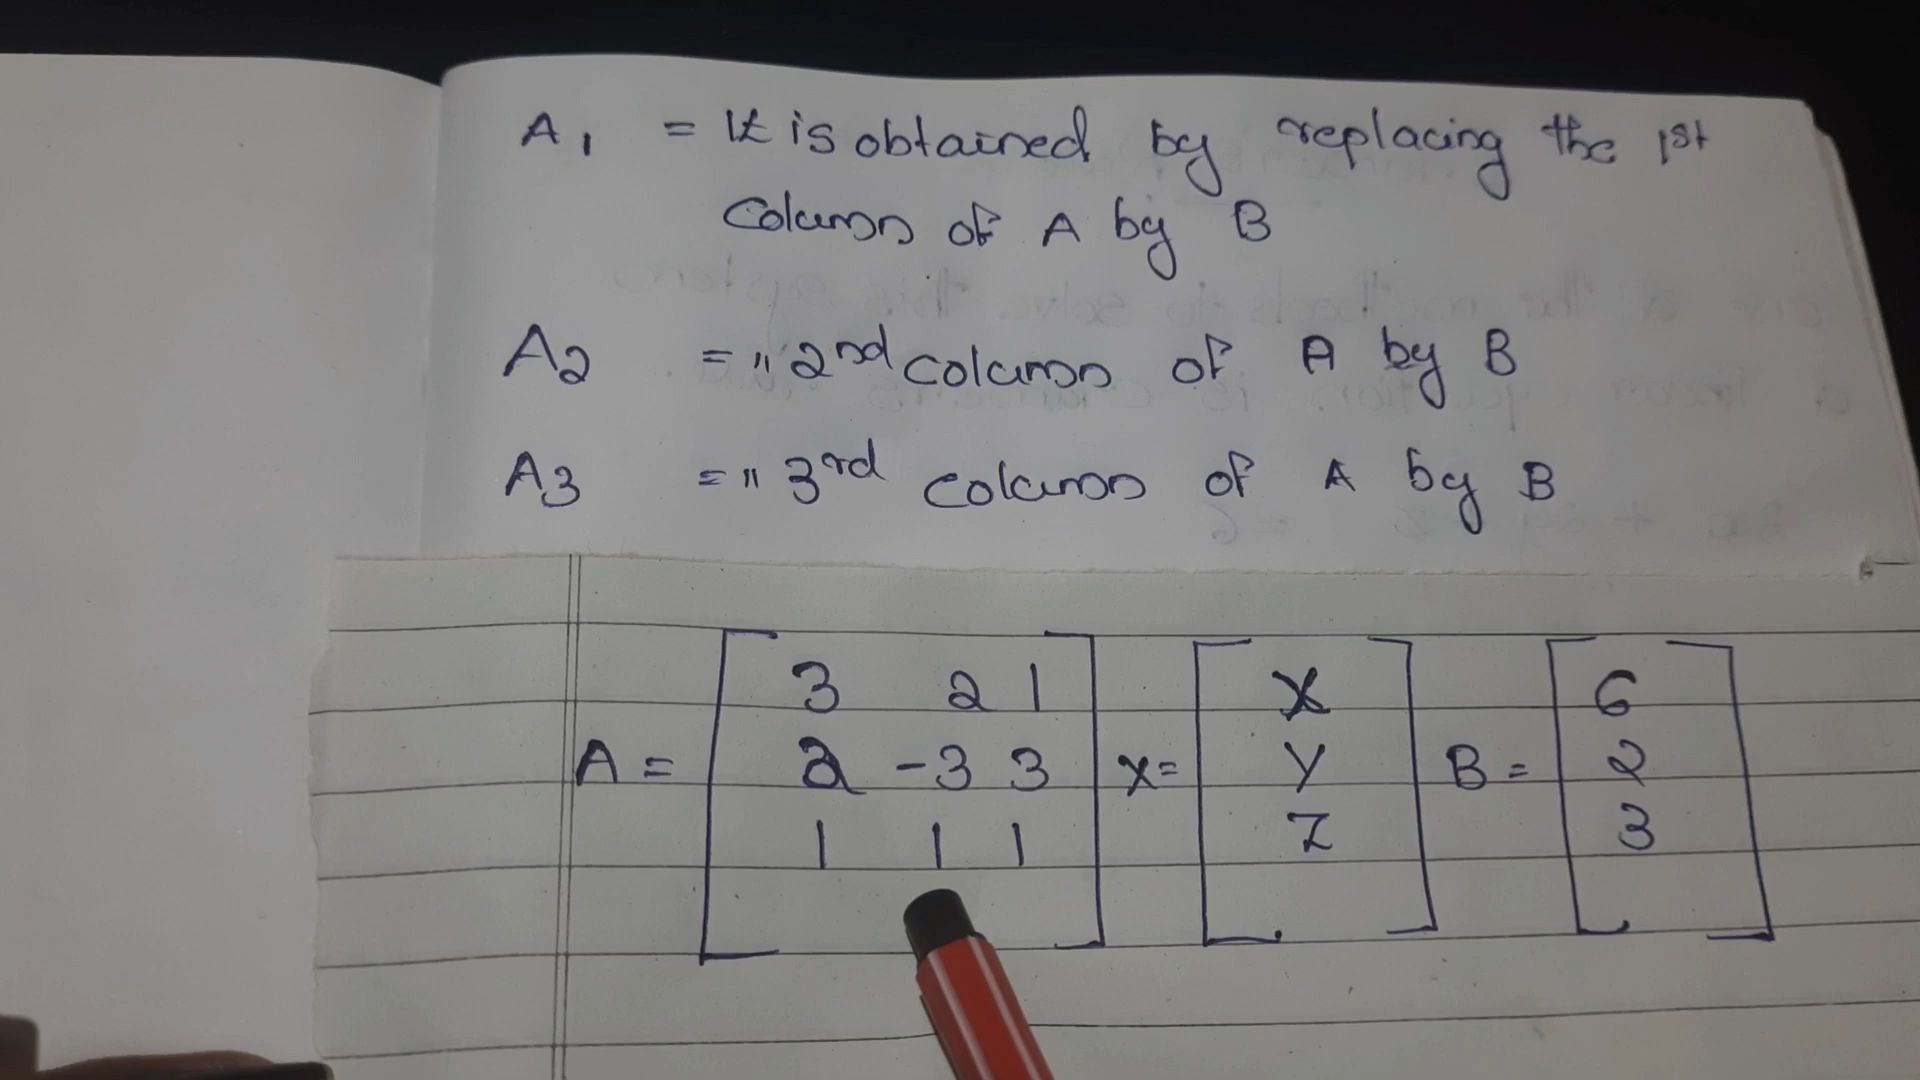 A1 = It is obtained by replacing the 1st
column of A by B
A2 = " 2nd column of A by B
A3 = " 3rd column of A by B
A = [ 3 2 1 X = [ X B = [ 6
2 -3 3 Y 2
1 1 1 ] Z ] 3 ]